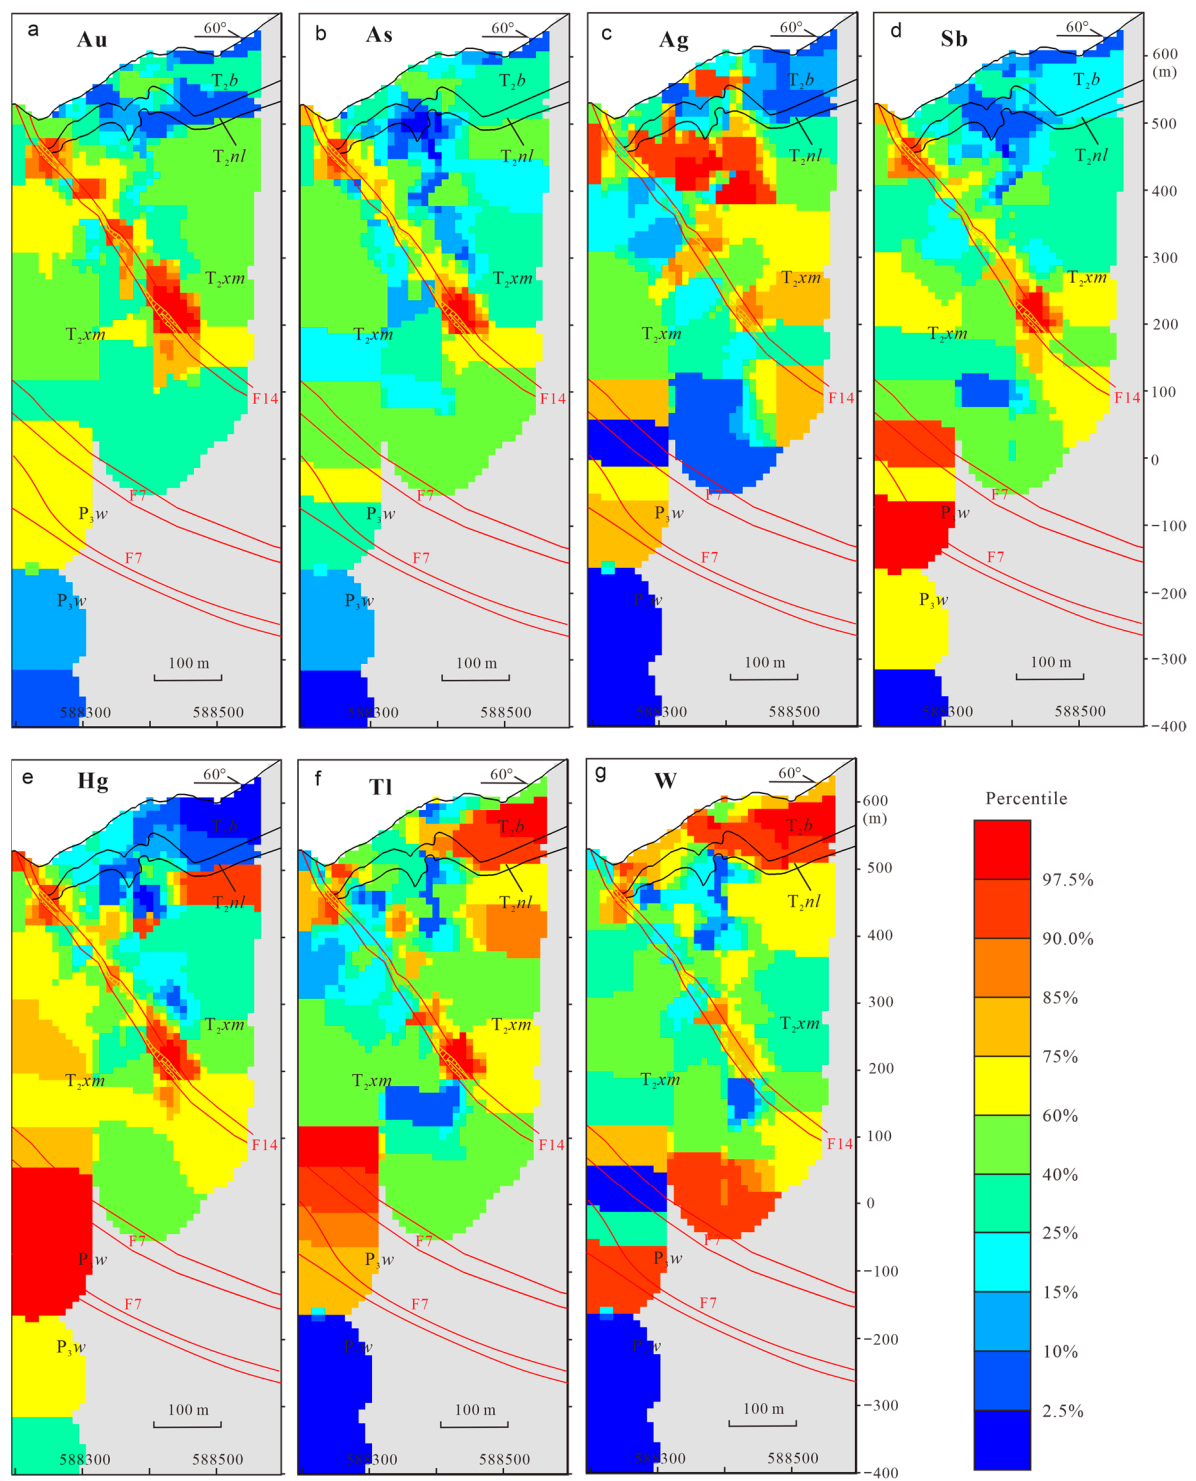 a
Au
60°
T₂b
T₂nl
T₂xm
T₂xm
F14
F7
P₃w
F7
P₃w
100 m
588300
588500
b
As
60°
T₂b
T₂nl
T₂xm
T₂xm
F14
F7
P₃w
F7
P₃w
100 m
588300
588500
c
Ag
60°
T₂b
T₂nl
T₂xm
T₂xm
F14
F7
P₃w
F7
P₃w
100 m
588300
588500
d
Sb
60°
T₂b
T₂nl
T₂xm
T₂xm
F14
F7
P₃w
F7
P₃w
100 m
588300
588500
600
(m)
500
400
300
200
100
0
−100
−200
−300
−400
e
Hg
60°
T₂b
T₂nl
T₂xm
T₂xm
F14
F7
P₃w
F7
P₃w
100 m
588300
588500
f
Tl
60°
T₂b
T₂nl
T₂xm
T₂xm
F14
F7
P₃w
F7
P₃w
100 m
588300
588500
g
W
60°
T₂b
T₂nl
T₂xm
T₂xm
F14
F7
P₃w
F7
P₃w
100 m
588300
588500
600
(m)
500
400
300
200
100
0
−100
−200
−300
−400
Percentile
97.5%
90.0%
85%
75%
60%
40%
25%
15%
10%
2.5%